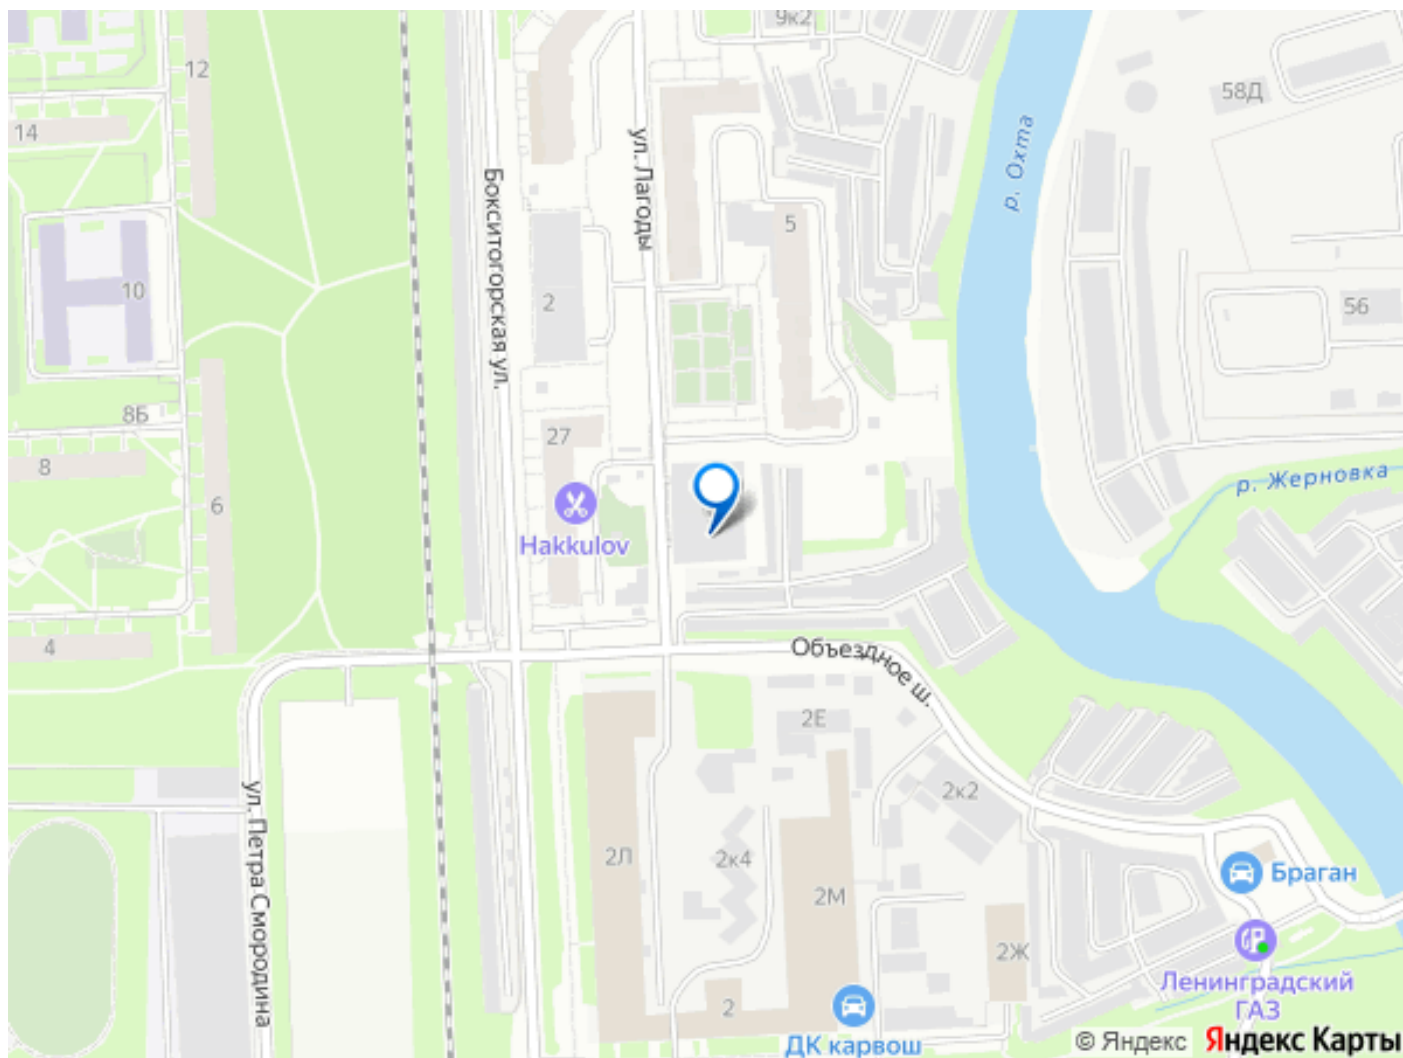 9к2
12
58Д
14
р. Охта
ул. Лагоды
Бокситогорская ул.
5
10
2
56
8Б
27
8
р. Жерновка
6
Hakkulov
4
Объездное ш.
2Е
2к2
ул. Петра Смородина
2Л
2к4
Браган
2М
2Ж
Ленинградский
ГАЗ
2
ДК карвош
© Яндекс Яндекс Карты